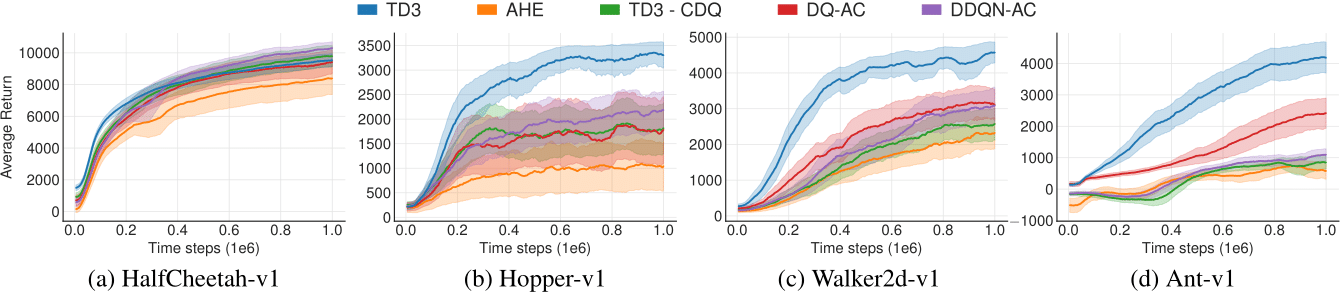 TD3 AHE TD3 - CDQ DQ-AC DDQN-AC
Average Return
10000
8000
6000
4000
2000
0
0.0 0.2 0.4 0.6 0.8 1.0
Time steps (1e6)
(a) HalfCheetah-v1
3500
3000
2500
2000
1500
1000
500
0
0.0 0.2 0.4 0.6 0.8 1.0
Time steps (1e6)
(b) Hopper-v1
5000
4000
3000
2000
1000
0
0.0 0.2 0.4 0.6 0.8 1.0
Time steps (1e6)
(c) Walker2d-v1
4000
3000
2000
1000
0
−1000
0.0 0.2 0.4 0.6 0.8 1.0
Time steps (1e6)
(d) Ant-v1